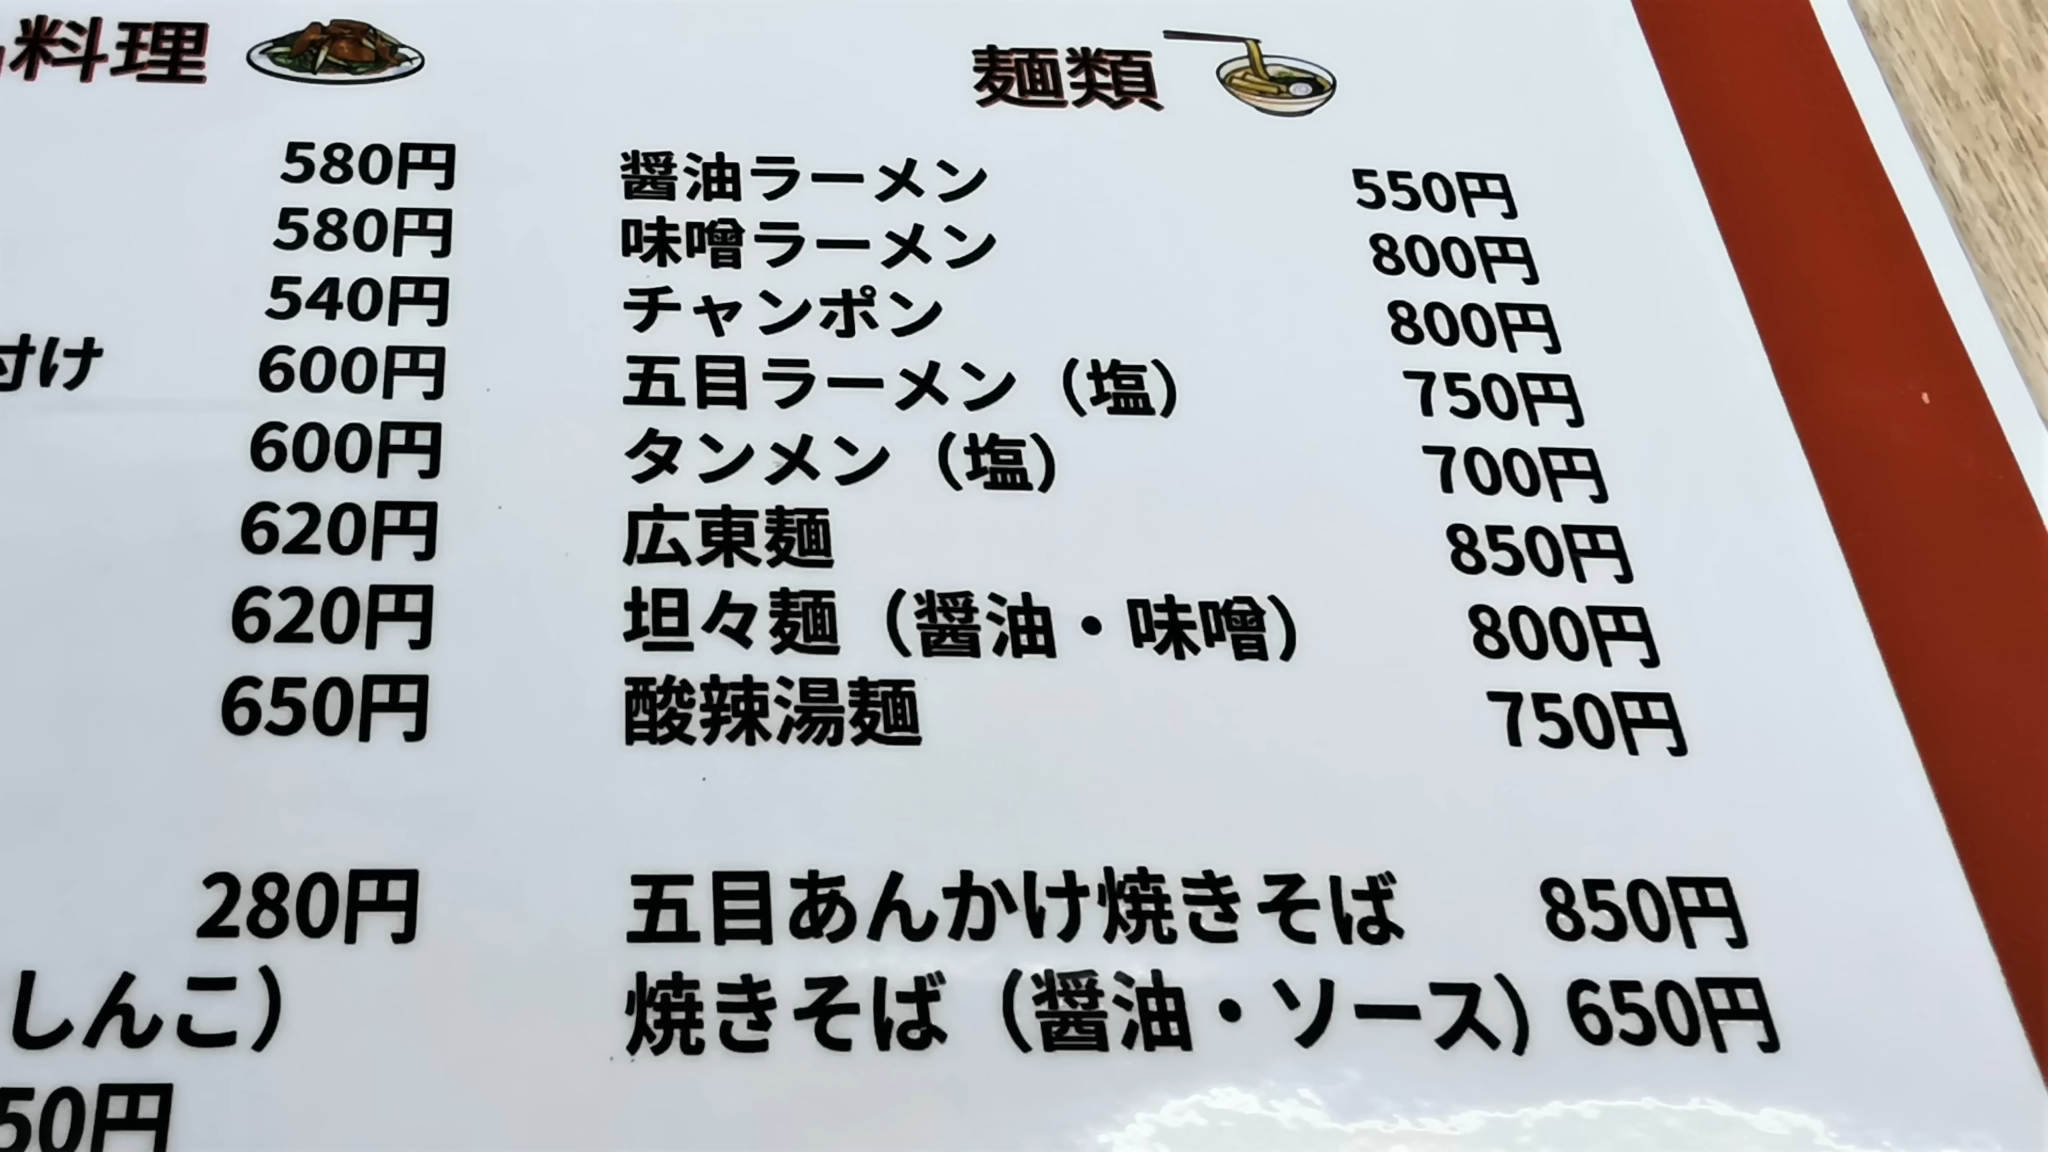 料理
580円
580円
540円
付け 600円
600円
620円
620円
650円
280円
しんこ）
50円
麺類
醤油ラーメン 550円
味噌ラーメン 800円
チャンポン 800円
五目ラーメン（塩） 750円
タンメン（塩） 700円
広東麺 850円
坦々麺（醤油・味噌） 800円
酸辣湯麺 750円
五目あんかけ焼きそば 850円
焼きそば（醤油・ソース） 650円